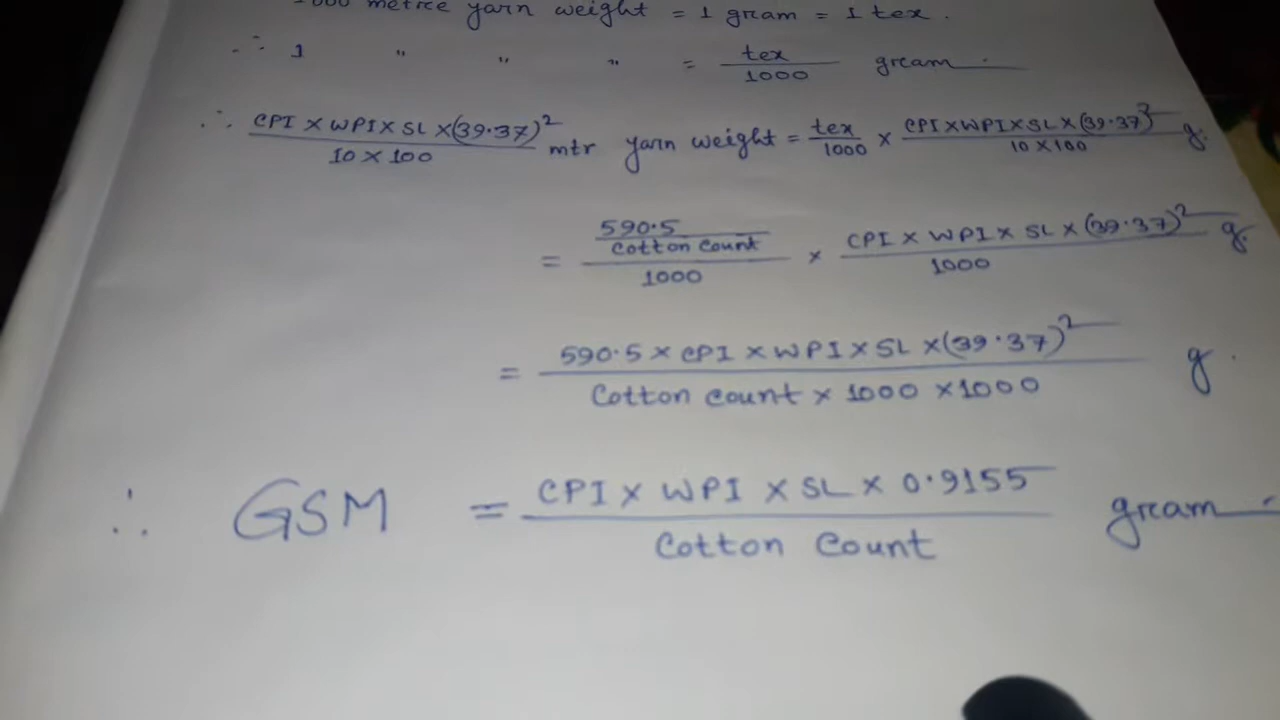 000 metre yarn weight = 1 gram = 1 tex.
∴ 1 " " " = tex/1000 gream.
∴ CPI x WPI x SL x (39.37)²/10 x 100 mtr yarn weight = tex/1000 x CPI x WPI x SL x (39.37)²/10 x 100 g.
= 590.5/Cotton count/1000 x CPI x WPI x SL x (39.37)²/1000 g.
= 590.5 x CPI x WPI x SL x (39.37)²/Cotton count x 1000 x 1000 g.
∴ GSM = CPI x WPI x SL x 0.9155/Cotton Count gream.